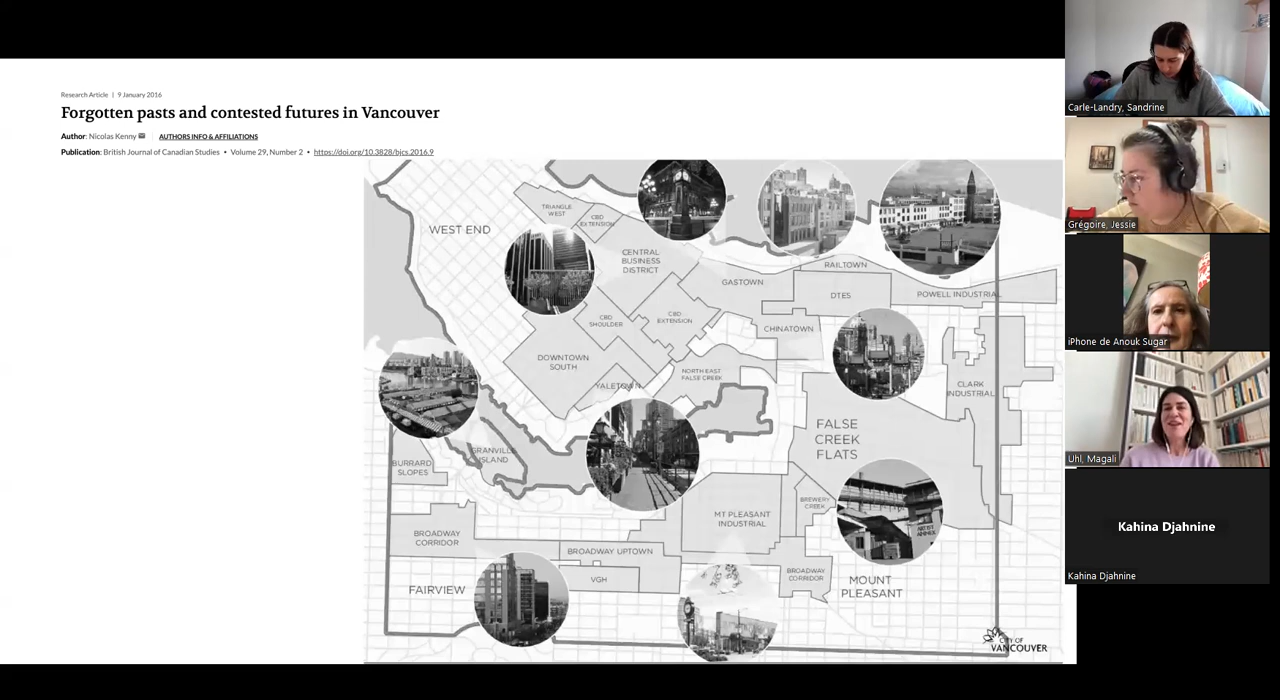 Research Article | 9 January 2016
Forgotten pasts and contested futures in Vancouver
Author: Nicolas Kenny AUTHORS INFO & AFFILIATIONS
Publication: British Journal of Canadian Studies • Volume 29, Number 2 • https://doi.org/10.3828/bjcs.2016.9
WEST END
TRIANGLE
WEST
CBD
EXTENSION
CENTRAL
BUSINESS
DISTRICT
GASTOWN
RAILTOWN
DTES
POWELL INDUSTRIAL
CBD
SHOULDER
CBD
EXTENSION
CHINATOWN
DOWNTOWN
SOUTH
YALETOWN
NORTH EAST
FALSE CREEK
CLARK
INDUSTRIAL
FALSE
CREEK
FLATS
BURRARD
SLOPES
GRANVILLE
ISLAND
MT PLEASANT
INDUSTRIAL
BREWERY
CREEK
ARTIST
ANNEX
BROADWAY
CORRIDOR
BROADWAY UPTOWN
VGH
FAIRVIEW
BROADWAY
CORRIDOR
MOUNT
PLEASANT
CITY OF
VANCOUVER
Carle-Landry, Sandrine
Grégoire, Jessie
iPhone de Anouk Sugar
Uhl, Magali
Kahina Djahnine
Kahina Djahnine